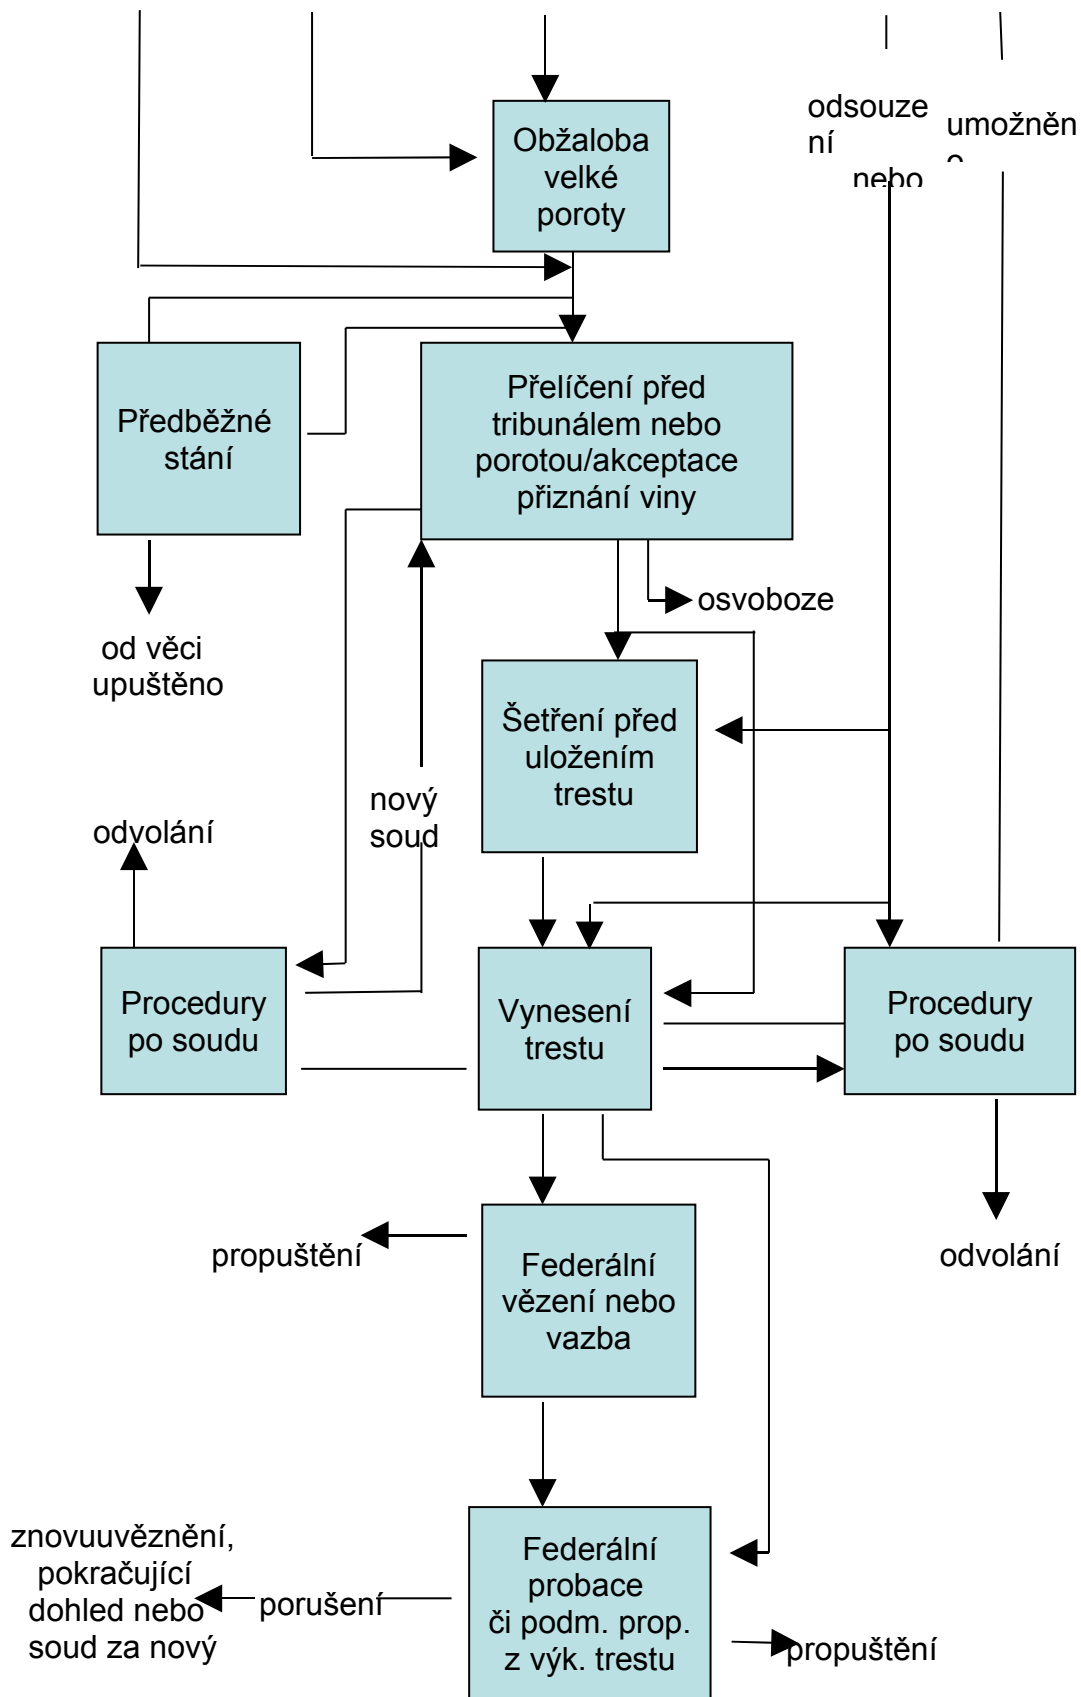 odsouze
ní
nebo
umožněn
Obžaloba
velké
poroty
Předběžné
stání
Přelíčení před
tribunálem nebo
porotou/akceptace
přiznání viny
osvoboze
od věci
upuštěno
Šetření před
uložením
trestu
nový
soud
odvolání
Procedury
po soudu
Vynesení
trestu
Procedury
po soudu
propuštění
Federální
vězení nebo
vazba
odvolání
znovuuvěznění,
pokračující
dohled nebo
soud za nový
porušení
Federální
probace
či podm. prop.
z výk. trestu
propuštění